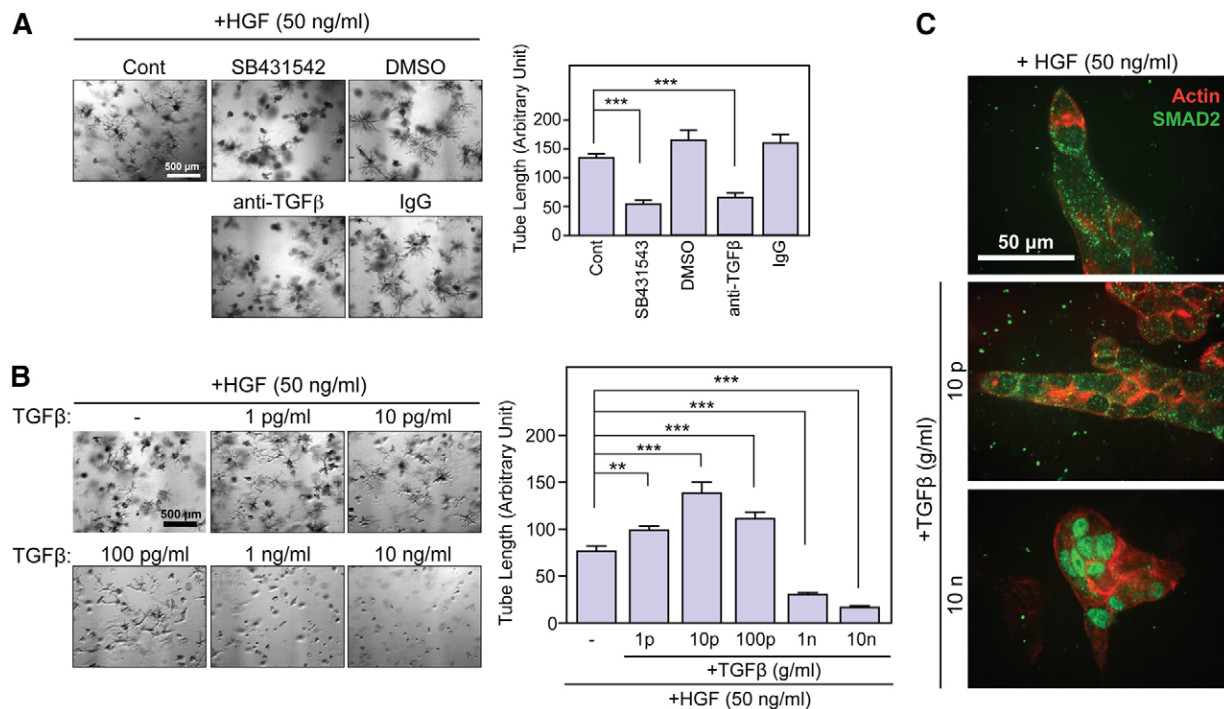 A
+HGF (50 ng/ml)
Cont SB431542 DMSO
500 µm
anti-TGFβ IgG
Tube Length (Arbitrary Unit)
200
150
100
50
0
***
***
Cont
SB431543
DMSO
anti-TGFβ
IgG
B
+HGF (50 ng/ml)
TGFβ: - 1 pg/ml 10 pg/ml
500 µm
TGFβ: 100 pg/ml 1 ng/ml 10 ng/ml
Tube Length (Arbitrary Unit)
200
150
100
50
0
***
***
***
***
**
- 1p 10p 100p 1n 10n
+TGFβ (g/ml)
+HGF (50 ng/ml)
C
+ HGF (50 ng/ml)
Actin
SMAD2
50 µm
+TGFβ (g/ml)
10 p
10 n